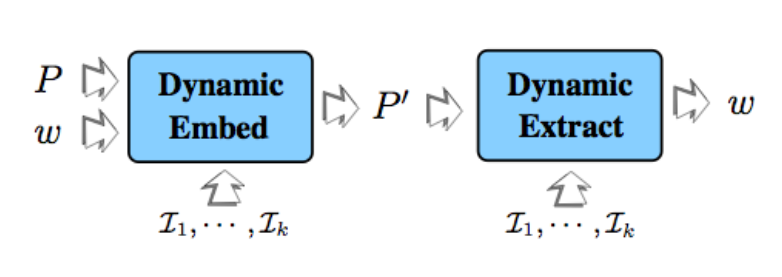 P
w
Dynamic
Embed
P′
Dynamic
Extract
w
ℐ₁, ⋯ , ℐₖ
ℐ₁, ⋯ , ℐₖ